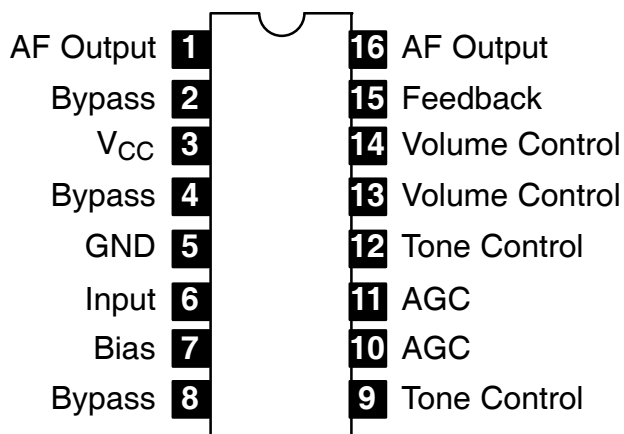 AF Output 1 16 AF Output
Bypass 2 15 Feedback
VCC 3 14 Volume Control
Bypass 4 13 Volume Control
GND 5 12 Tone Control
Input 6 11 AGC
Bias 7 10 AGC
Bypass 8 9 Tone Control